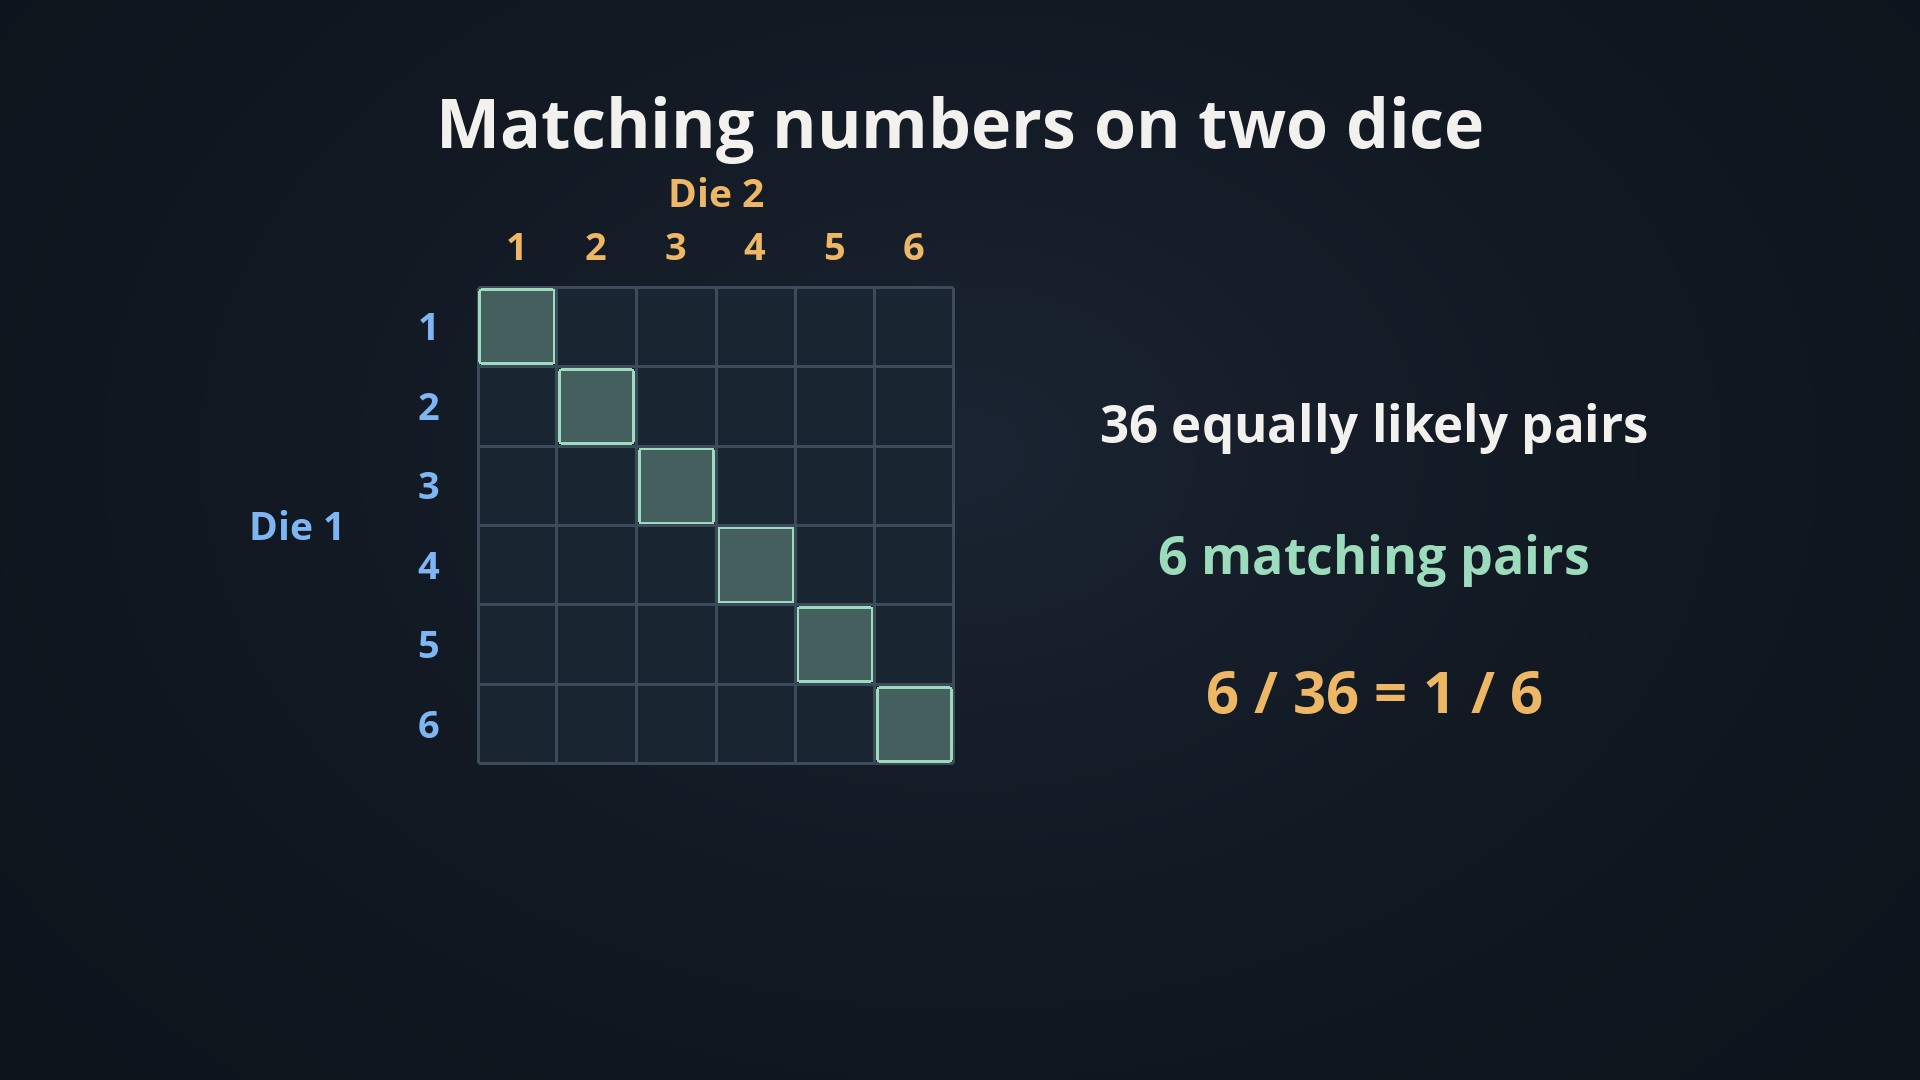 Matching numbers on two dice
Die 2
1 2 3 4 5 6
1
2
3
Die 1
4
5
6
36 equally likely pairs
6 matching pairs
6 / 36 = 1 / 6